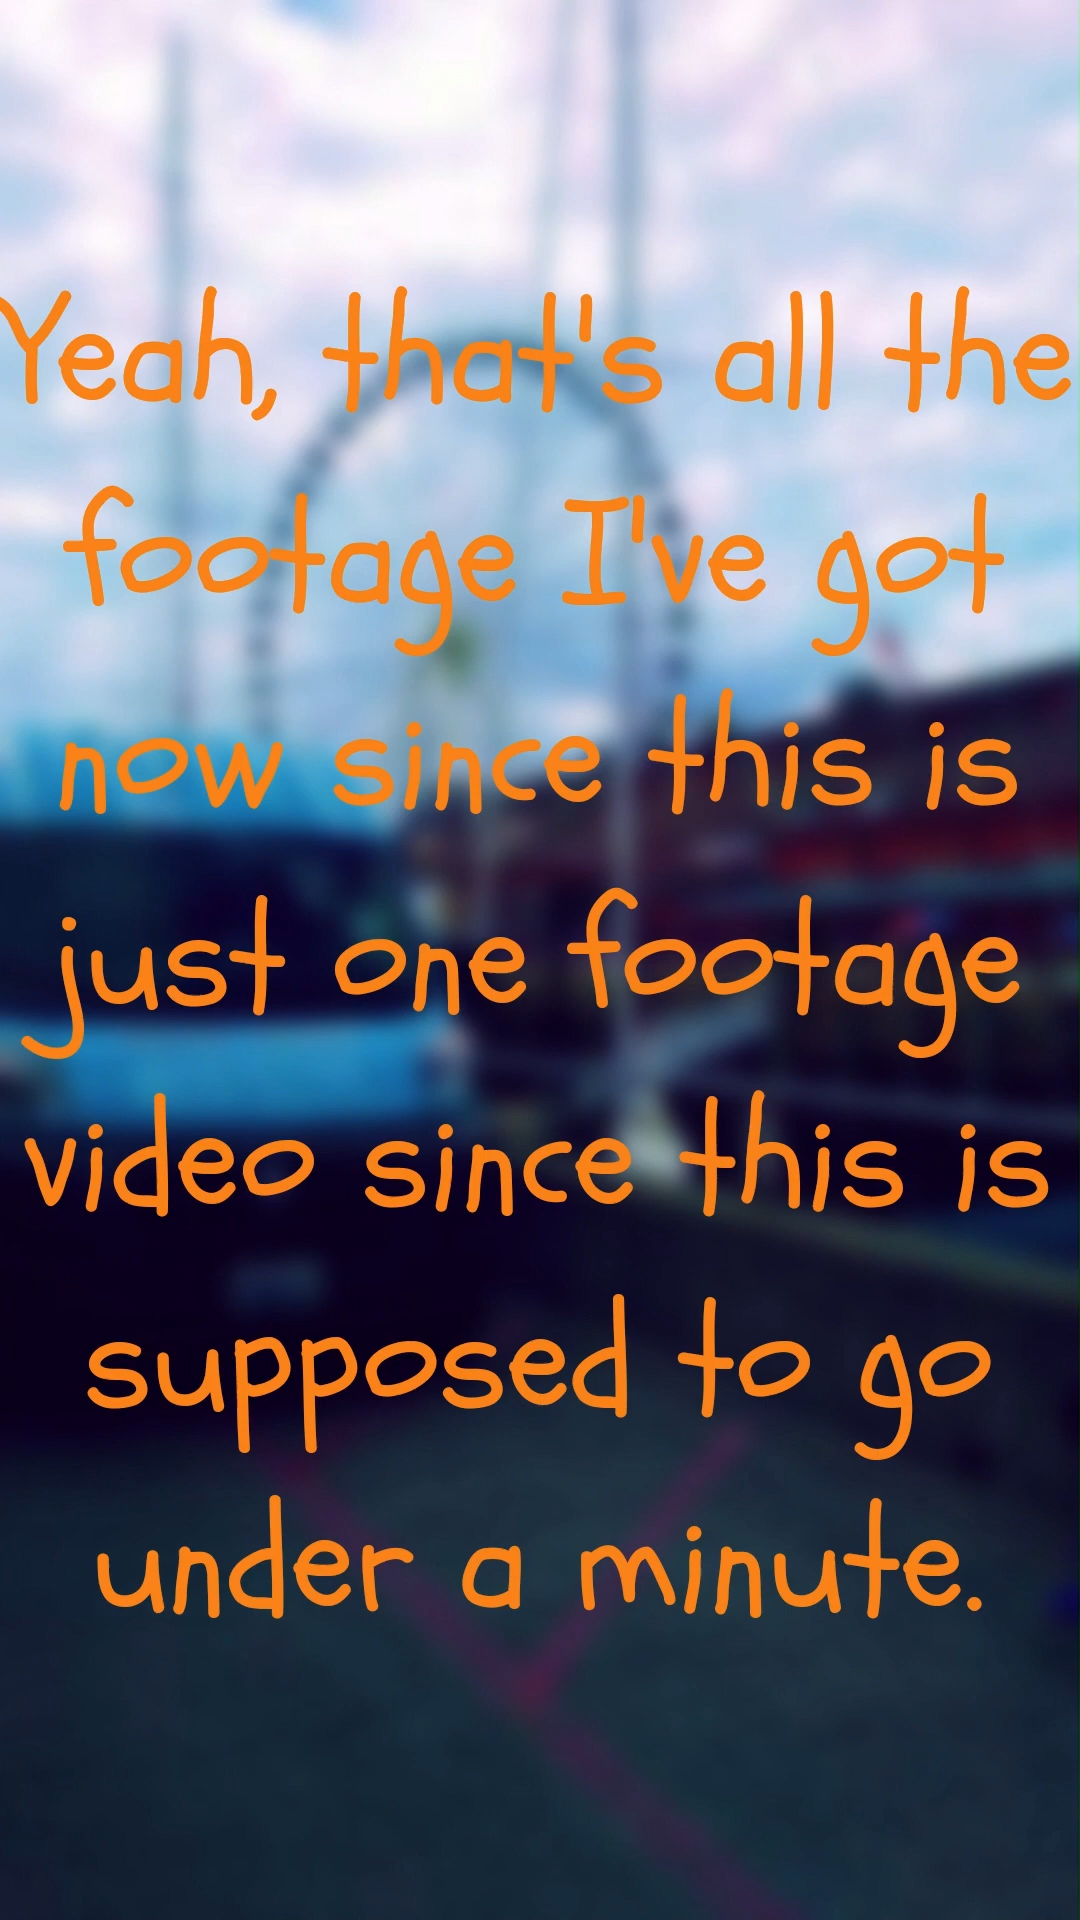 Yeah, that's all the
footage I've got
now since this is
just one footage
video since this is
supposed to go
under a minute.